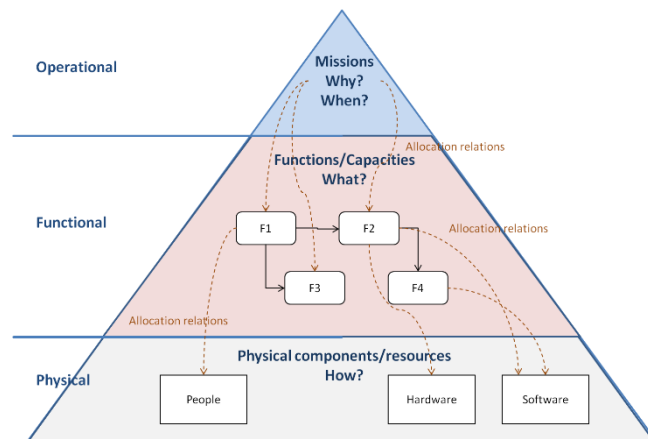 Operational
Missions
Why?
When?
Allocation relations
Functions/Capacities
What?
Functional
F1
F2
Allocation relations
F3
F4
Allocation relations
Physical components/resources
How?
Physical
People
Hardware
Software